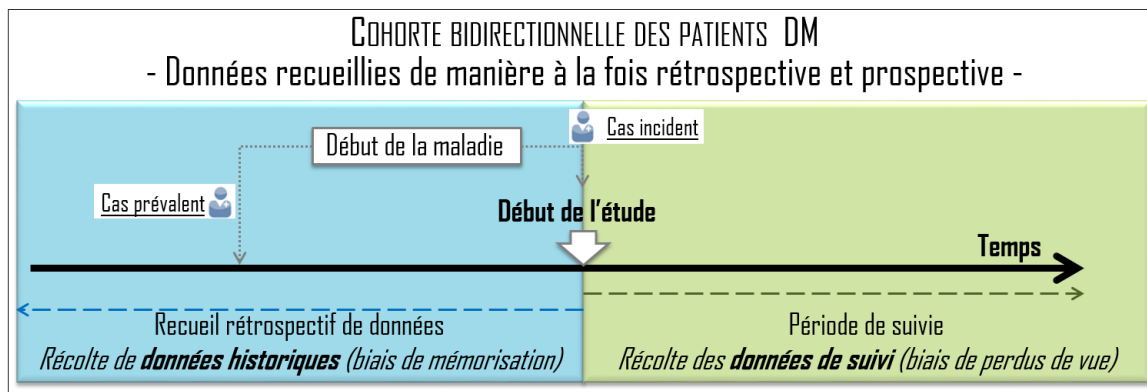 COHORTE BIDIRECTIONNELLE DES PATIENTS DM
- Données recueillies de manière à la fois rétrospective et prospective -
Cas incident
Début de la maladie
Cas prévalent
Début de l'étude
Temps
Recueil rétrospectif de données
Récolte de données historiques (biais de mémorisation)
Période de suivie
Récolte des données de suivi (biais de perdus de vue)